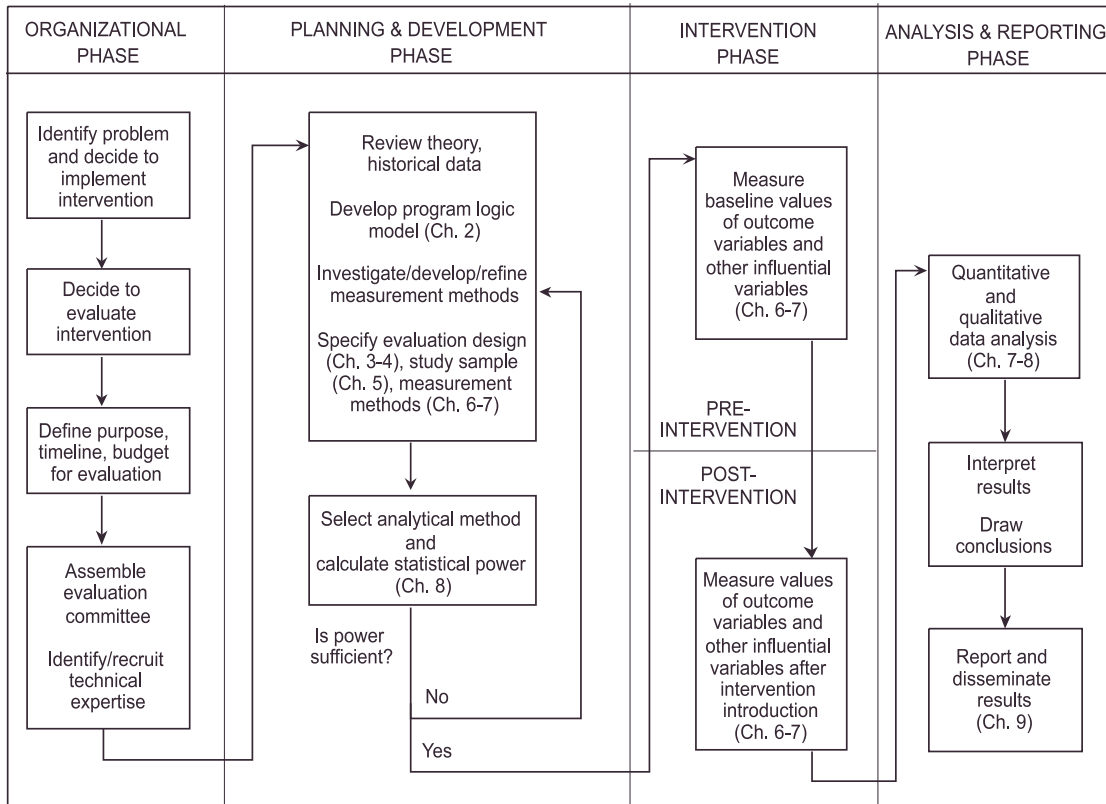 ORGANIZATIONAL
PHASE
PLANNING & DEVELOPMENT
PHASE
INTERVENTION
PHASE
ANALYSIS & REPORTING
PHASE
Identify problem
and decide to
implement
intervention
Decide to
evaluate
intervention
Define purpose,
timeline, budget
for evaluation
Assemble
evaluation
committee
Identify/recruit
technical
expertise
Review theory,
historical data
Develop program logic
model (Ch. 2)
Investigate/develop/refine
measurement methods
Specify evaluation design
(Ch. 3-4), study sample
(Ch. 5), measurement
methods (Ch. 6-7)
Select analytical method
and
calculate statistical power
(Ch. 8)
Is power
sufficient?
No
Yes
Measure
baseline values
of outcome
variables and
other influential
variables
(Ch. 6-7)
PRE-
INTERVENTION
POST-
INTERVENTION
Measure values
of outcome
variables and
other influential
variables after
intervention
introduction
(Ch. 6-7)
Quantitative
and
qualitative
data analysis
(Ch. 7-8)
Interpret
results
Draw
conclusions
Report and
disseminate
results
(Ch. 9)